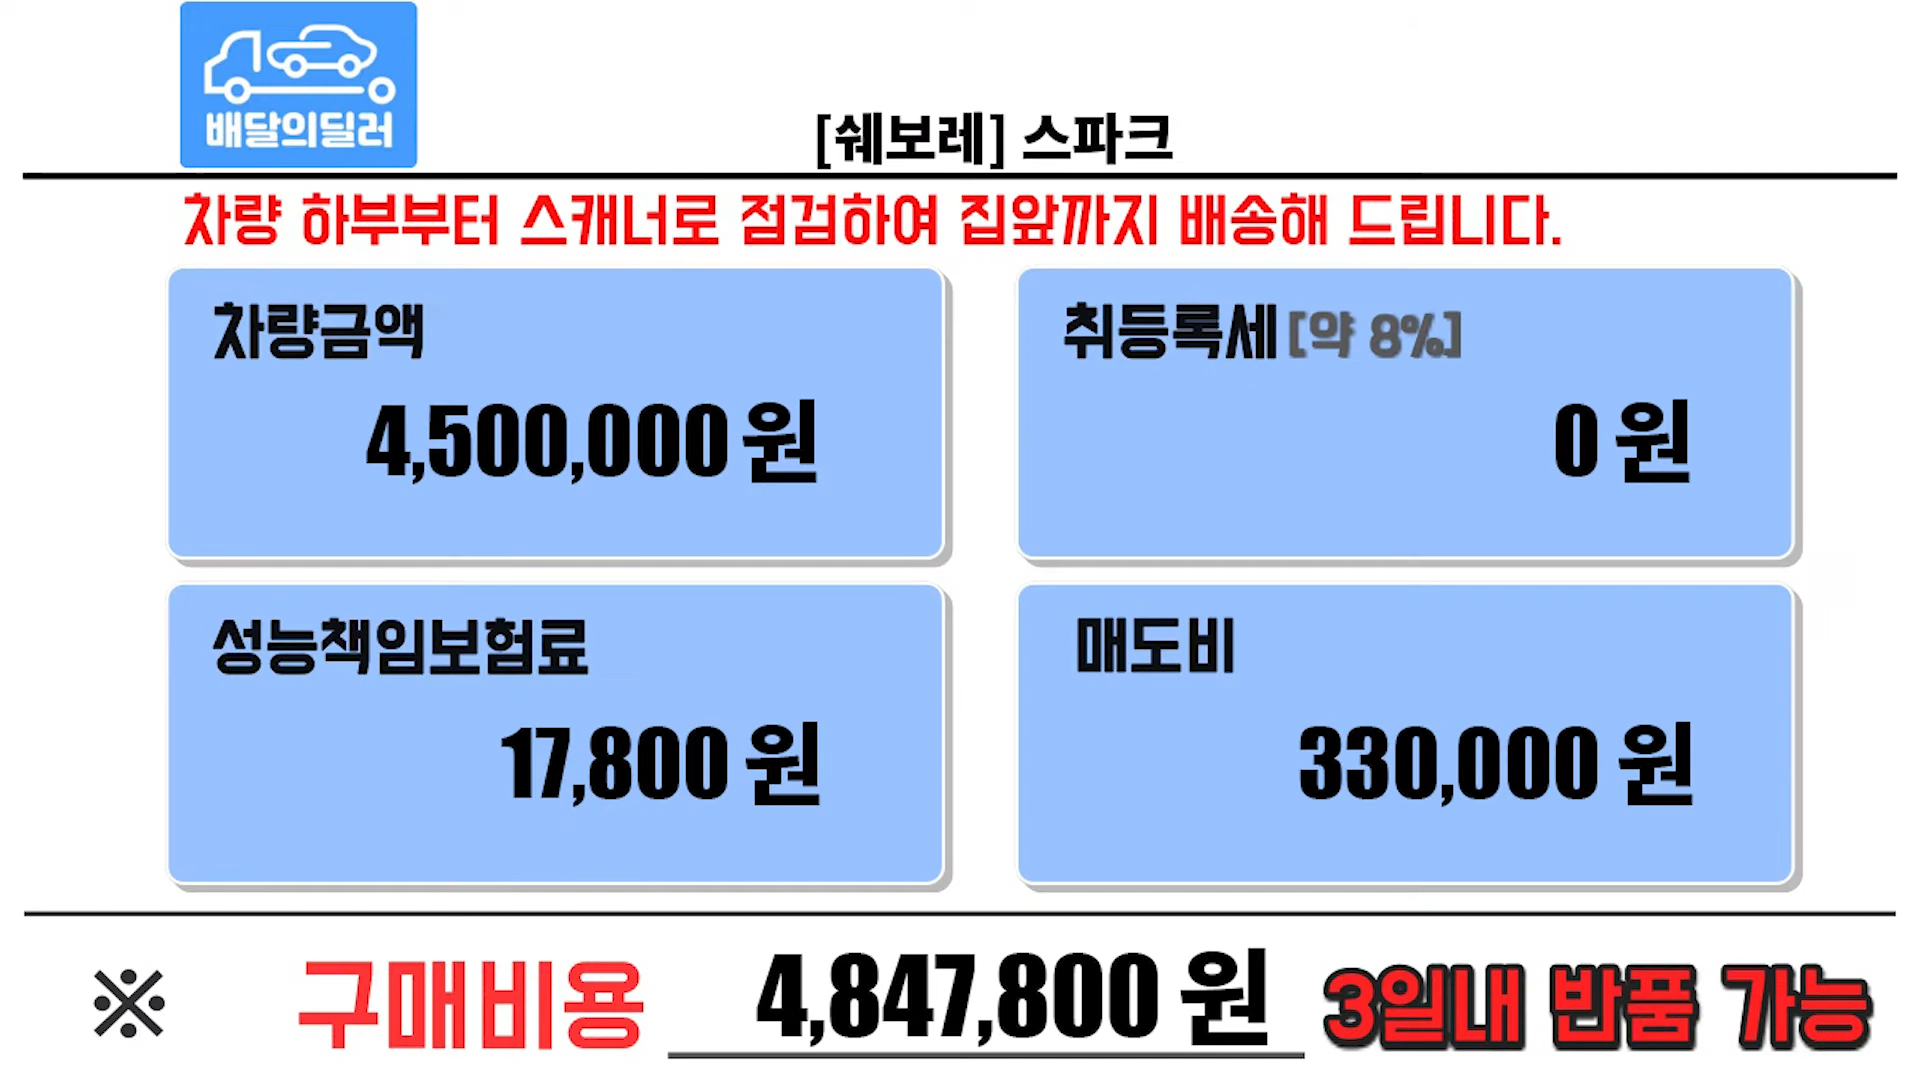 배달의딜러
[쉐보레] 스파크
차량 하부부터 스캐너로 점검하여 집앞까지 배송해 드립니다.
차량금액
4,500,000 원
취등록세 [약 8%]
0 원
성능책임보험료
17,800 원
매도비
330,000 원
※ 구매비용 4,847,800 원 3일내 반품 가능